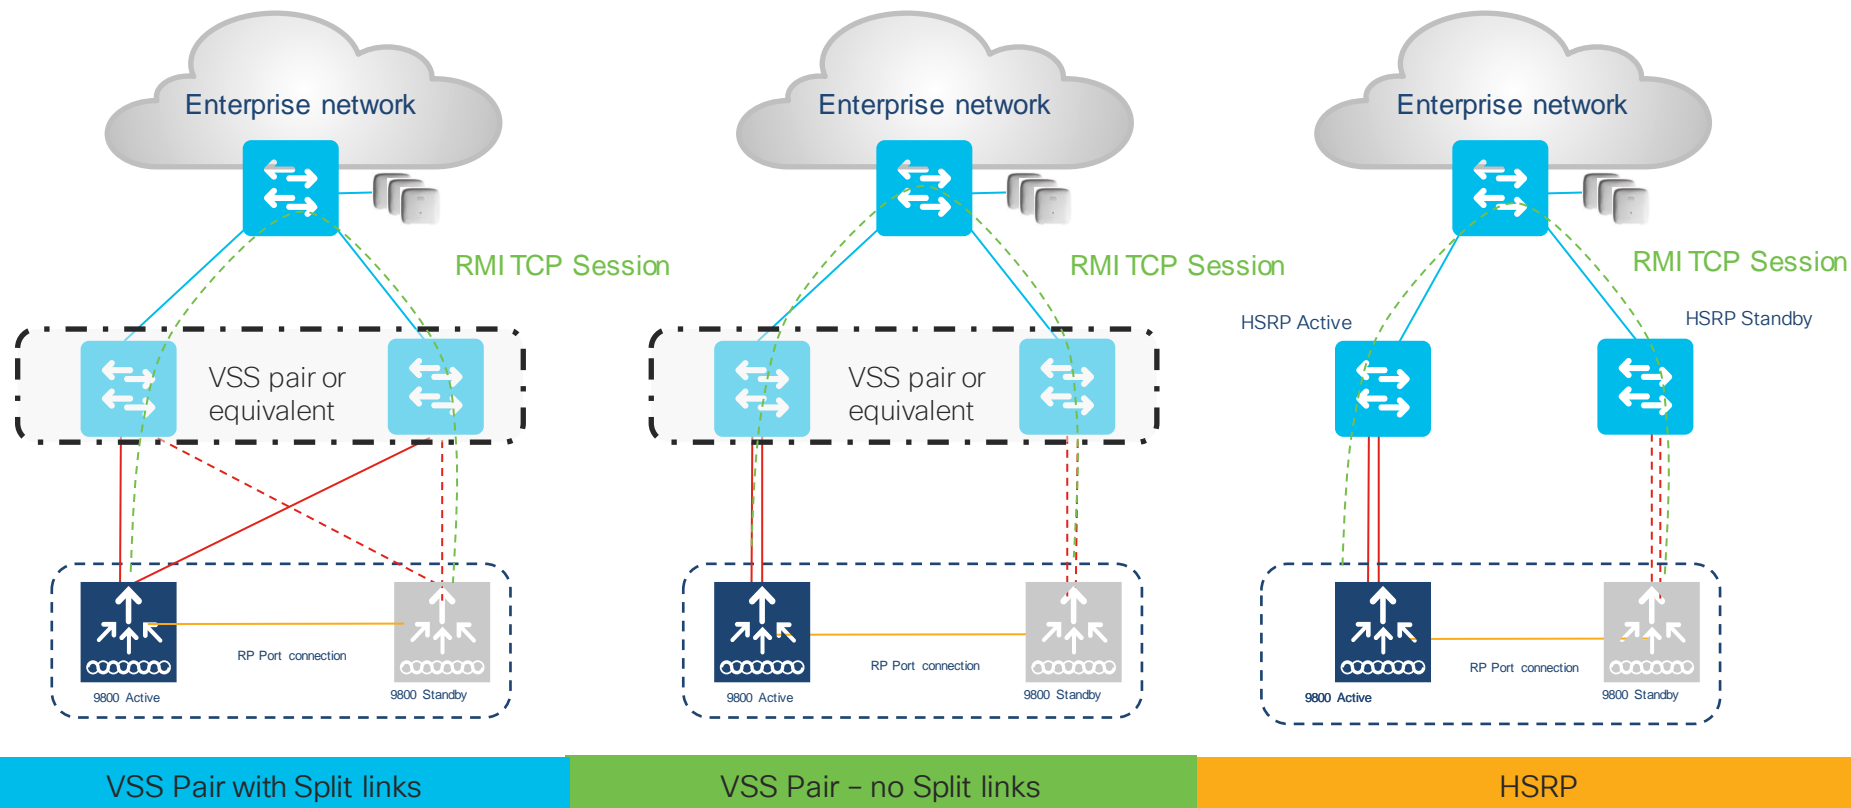 Enterprise network
RMI TCP Session
VSS pair or
equivalent
RP Port connection
9800 Active
9800 Standby
VSS Pair with Split links
Enterprise network
RMI TCP Session
VSS pair or
equivalent
RP Port connection
9800 Active
9800 Standby
VSS Pair – no Split links
Enterprise network
RMI TCP Session
HSRP Active
HSRP Standby
RP Port connection
9800 Active
9800 Standby
HSRP